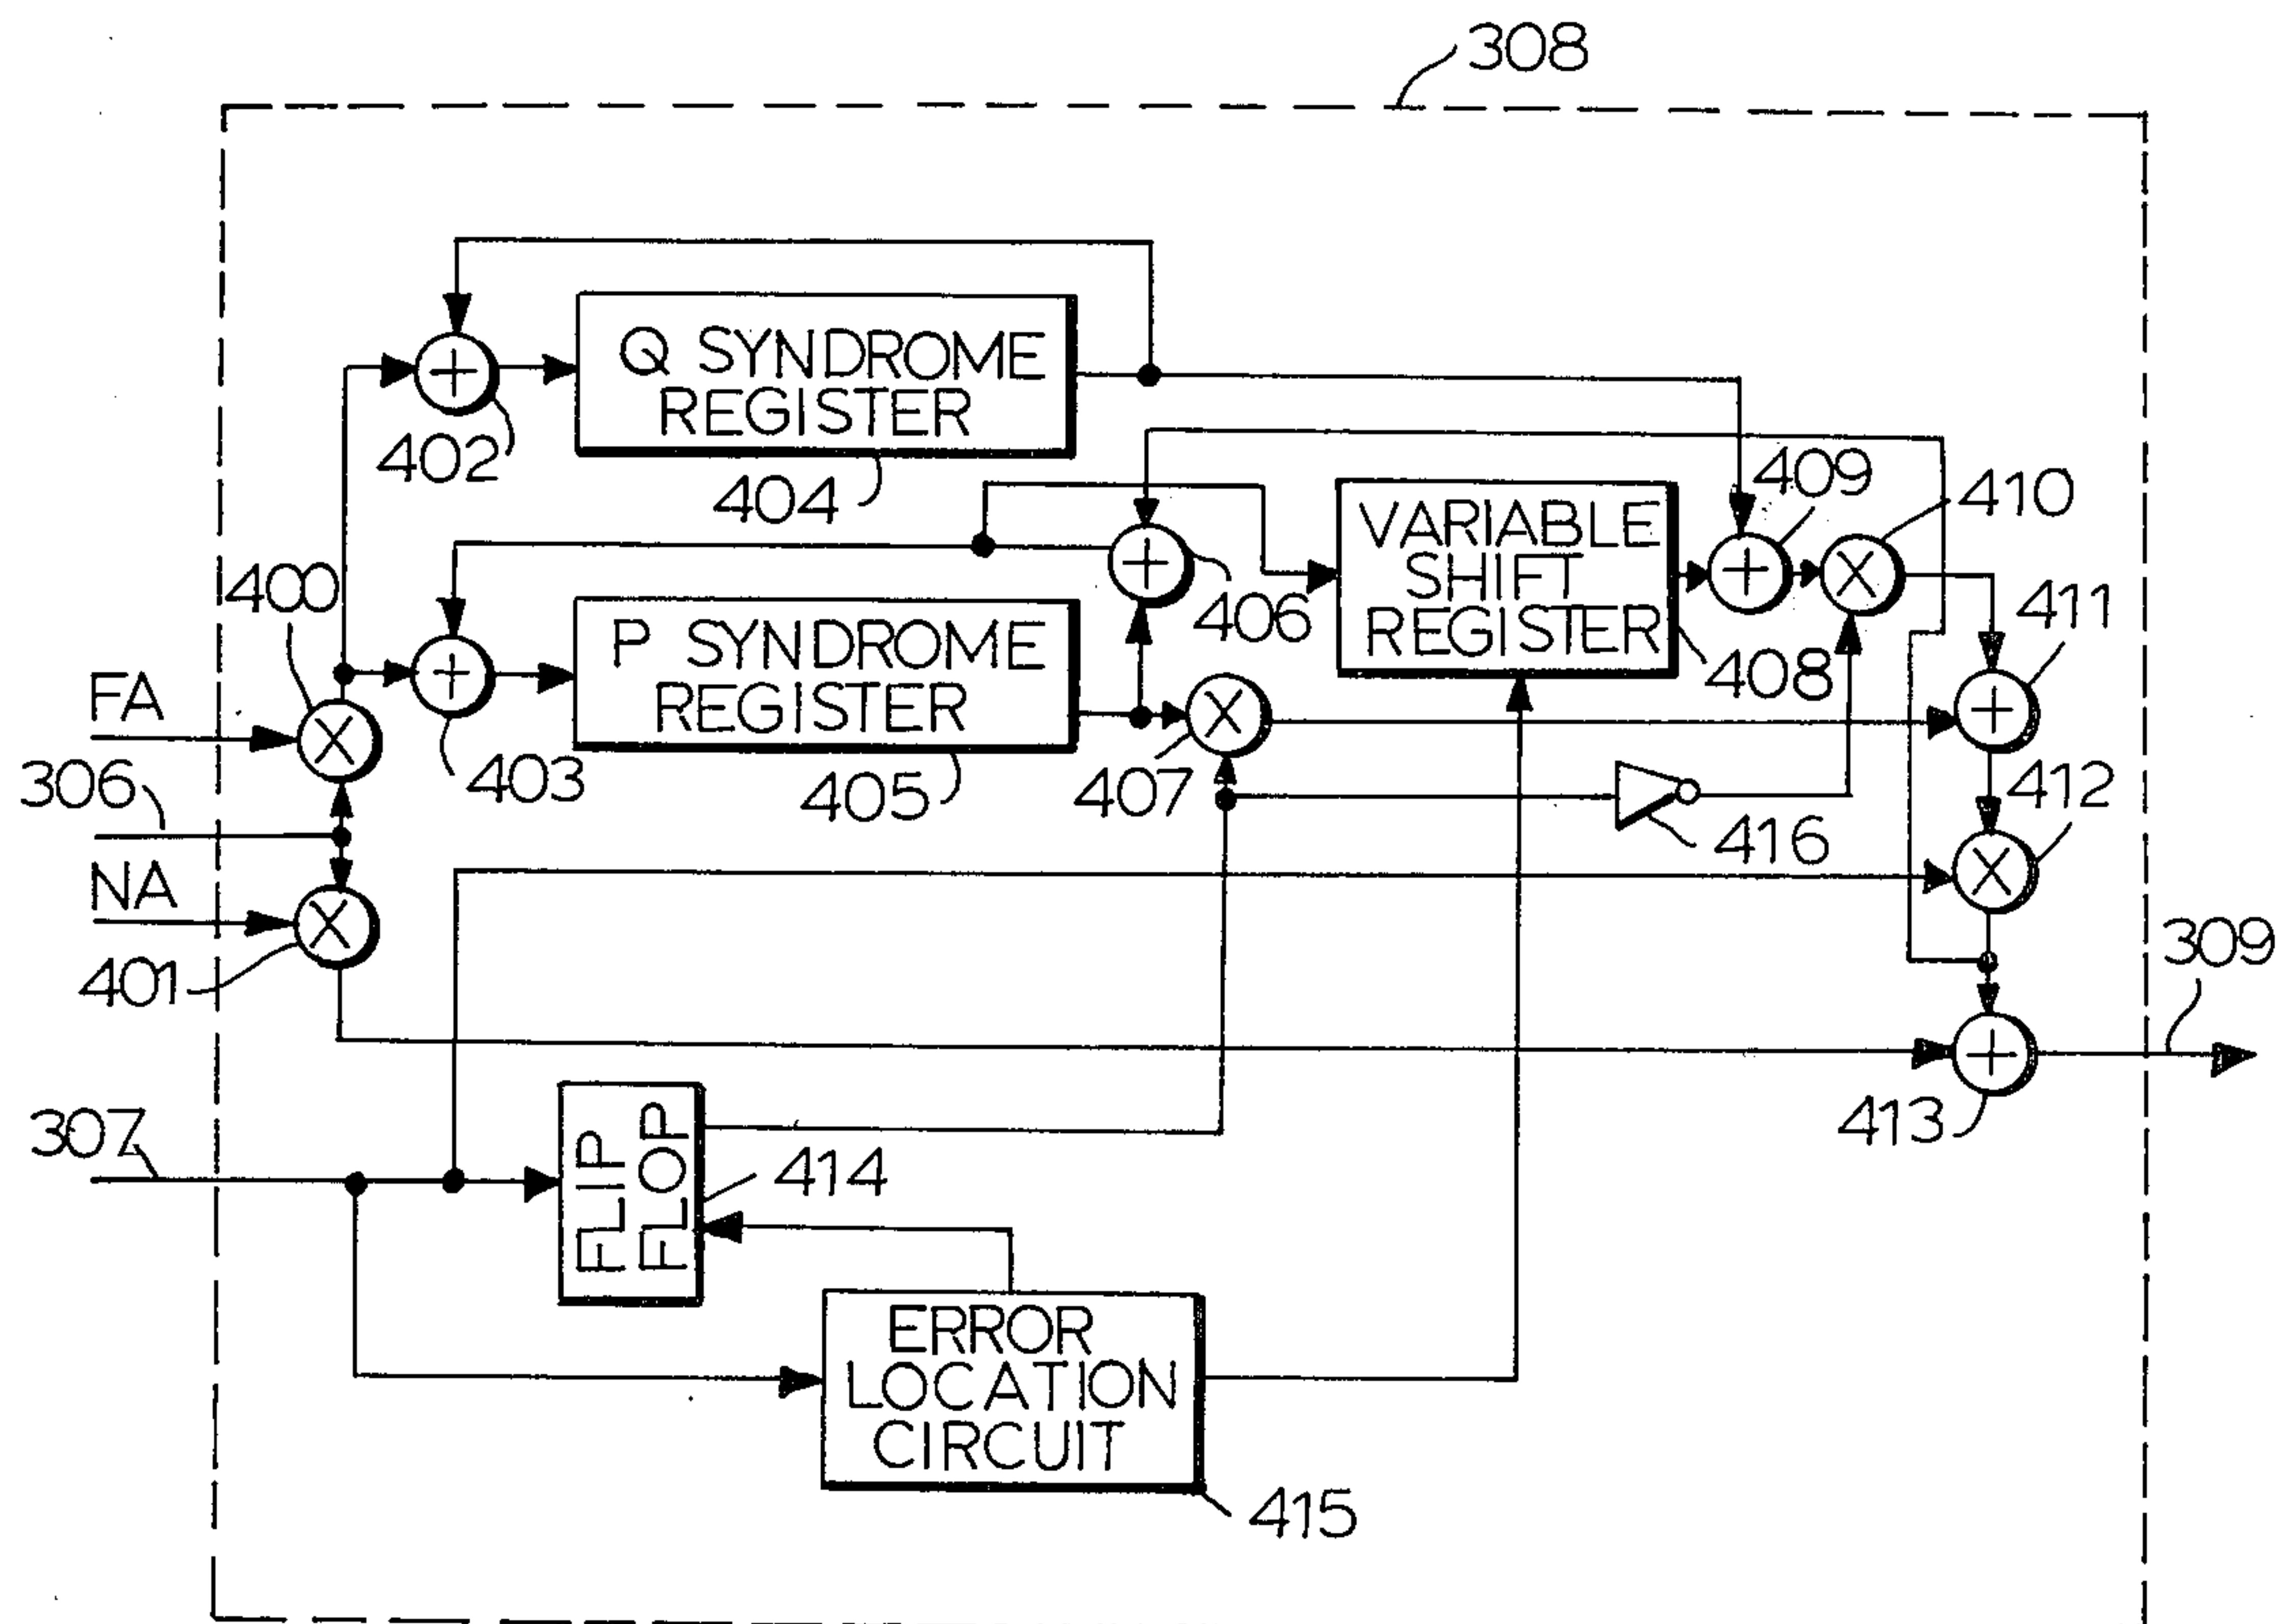 308
Q SYNDROME
REGISTER
402
404
409
410
VARIABLE
SHIFT
REGISTER
400
406
411
P SYNDROME
REGISTER
408
FA
403
405
407
412
306
416
NA
401
309
307
FLIP
FLOP
414
413
ERROR
LOCATION
CIRCUIT
415